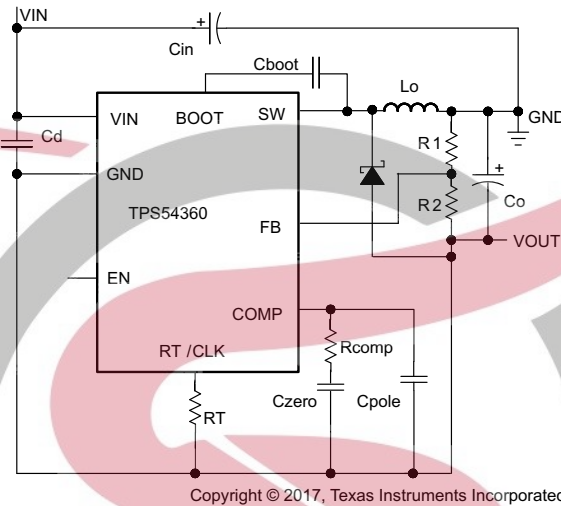 VIN
Cin
Cboot
Lo
VIN
BOOT
SW
GND
Cd
R1
GND
TPS54360
R2
Co
FB
VOUT
EN
COMP
Rcomp
RT /CLK
Czero
Cpole
RT
Copyright © 2017, Texas Instruments Incorporated